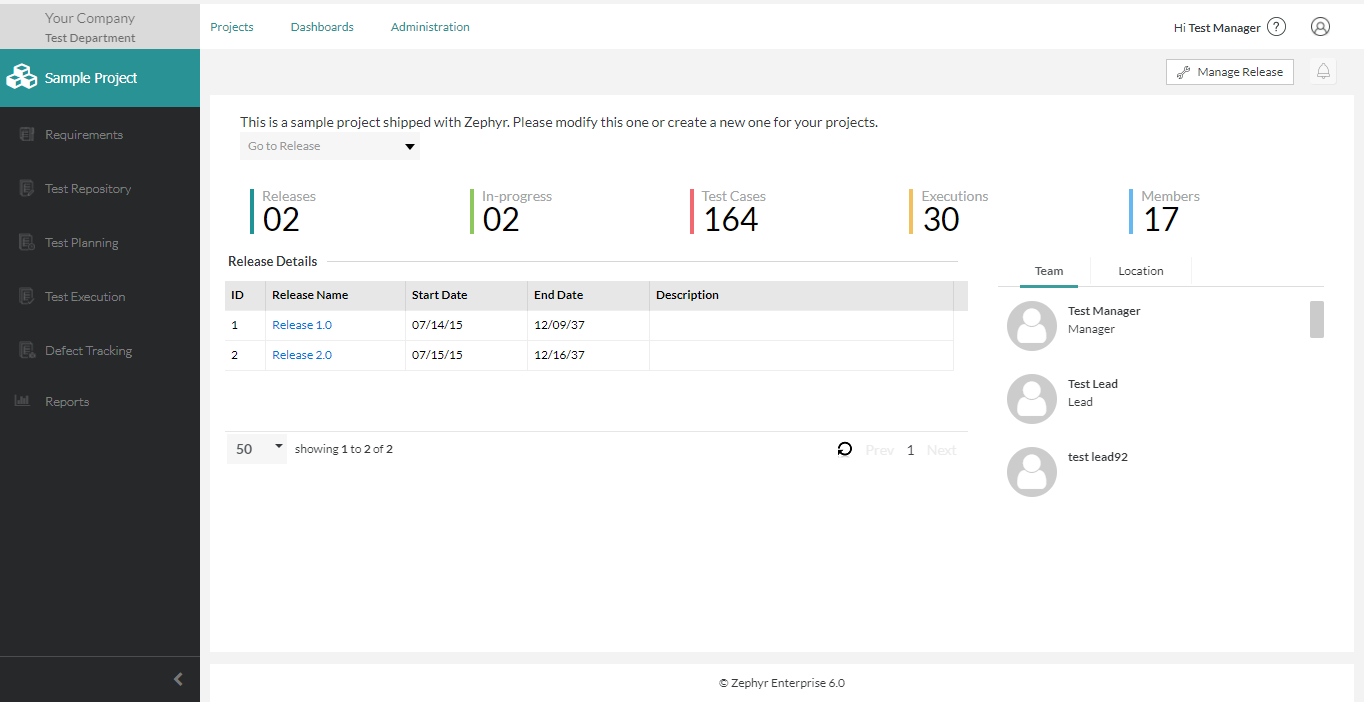 Your Company
Test Department
Projects Dashboards Administration
Hi Test Manager ?
Sample Project
Manage Release
Requirements
Test Repository
Test Planning
Test Execution
Defect Tracking
Reports
This is a sample project shipped with Zephyr. Please modify this one or create a new one for your projects.
Go to Release
Releases In-progress Test Cases Executions Members
02 02 164 30 17
Release Details
ID Release Name Start Date End Date Description
1 Release 1.0 07/14/15 12/09/37
2 Release 2.0 07/15/15 12/16/37
50 showing 1 to 2 of 2 Prev 1 Next
Team Location
Test Manager
Manager
Test Lead
Lead
test lead92
© Zephyr Enterprise 6.0